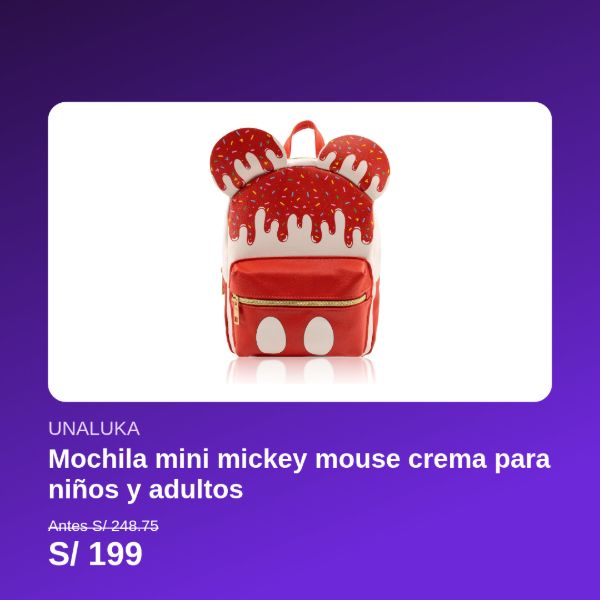 UNALUKA
Mochila mini mickey mouse crema para
niños y adultos
Antes S/ 248.75
S/ 199